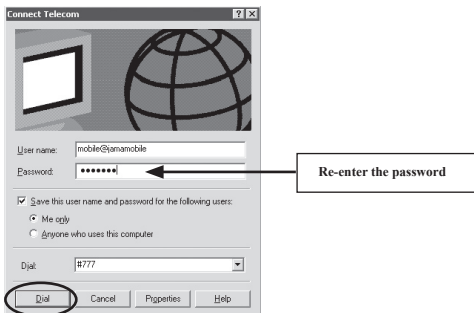 Connect Telecom
User name: mobile@jamamobile
Password: •••••••
Re-enter the password
Save this user name and password for the following users:
Me only
Anyone who uses this computer
Dial: #777
Dial Cancel Properties Help